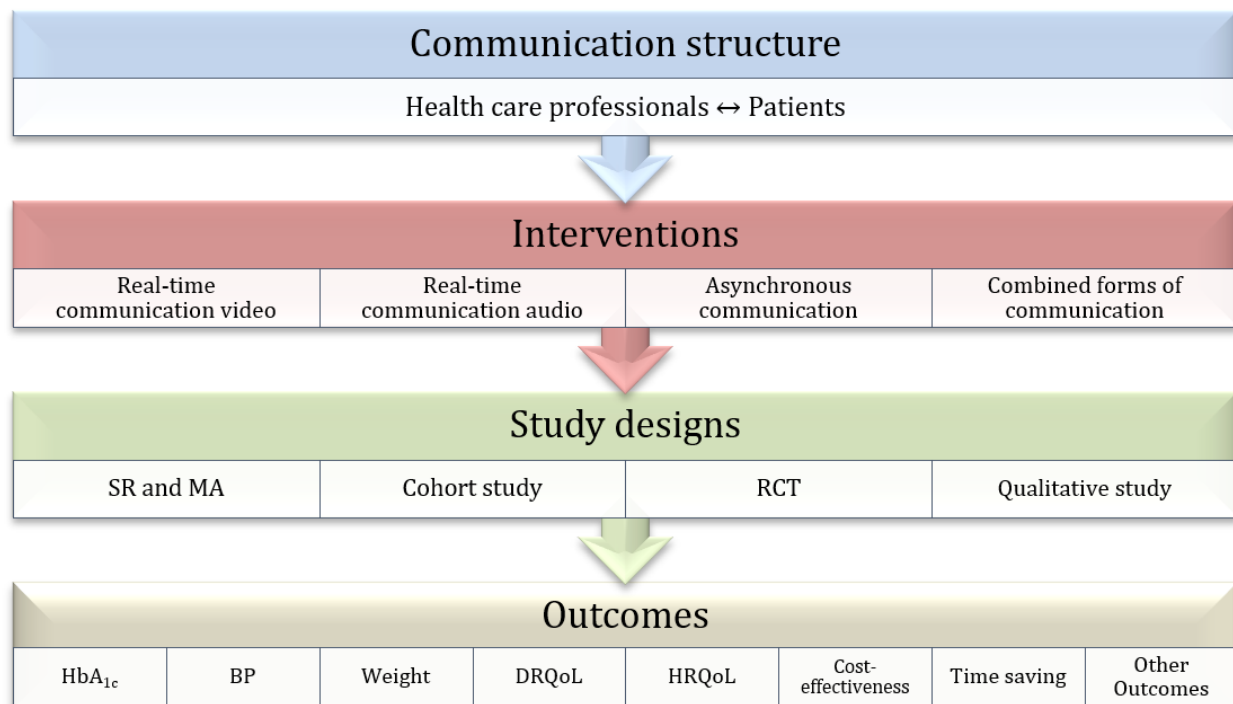 Communication structure
Health care professionals ↔ Patients
Interventions
Real-time
communication video
Real-time
communication audio
Asynchronous
communication
Combined forms of
communication
Study designs
SR and MA
Cohort study
RCT
Qualitative study
Outcomes
HbA1c
BP
Weight
DRQoL
HRQoL
Cost-
effectiveness
Time saving
Other
Outcomes